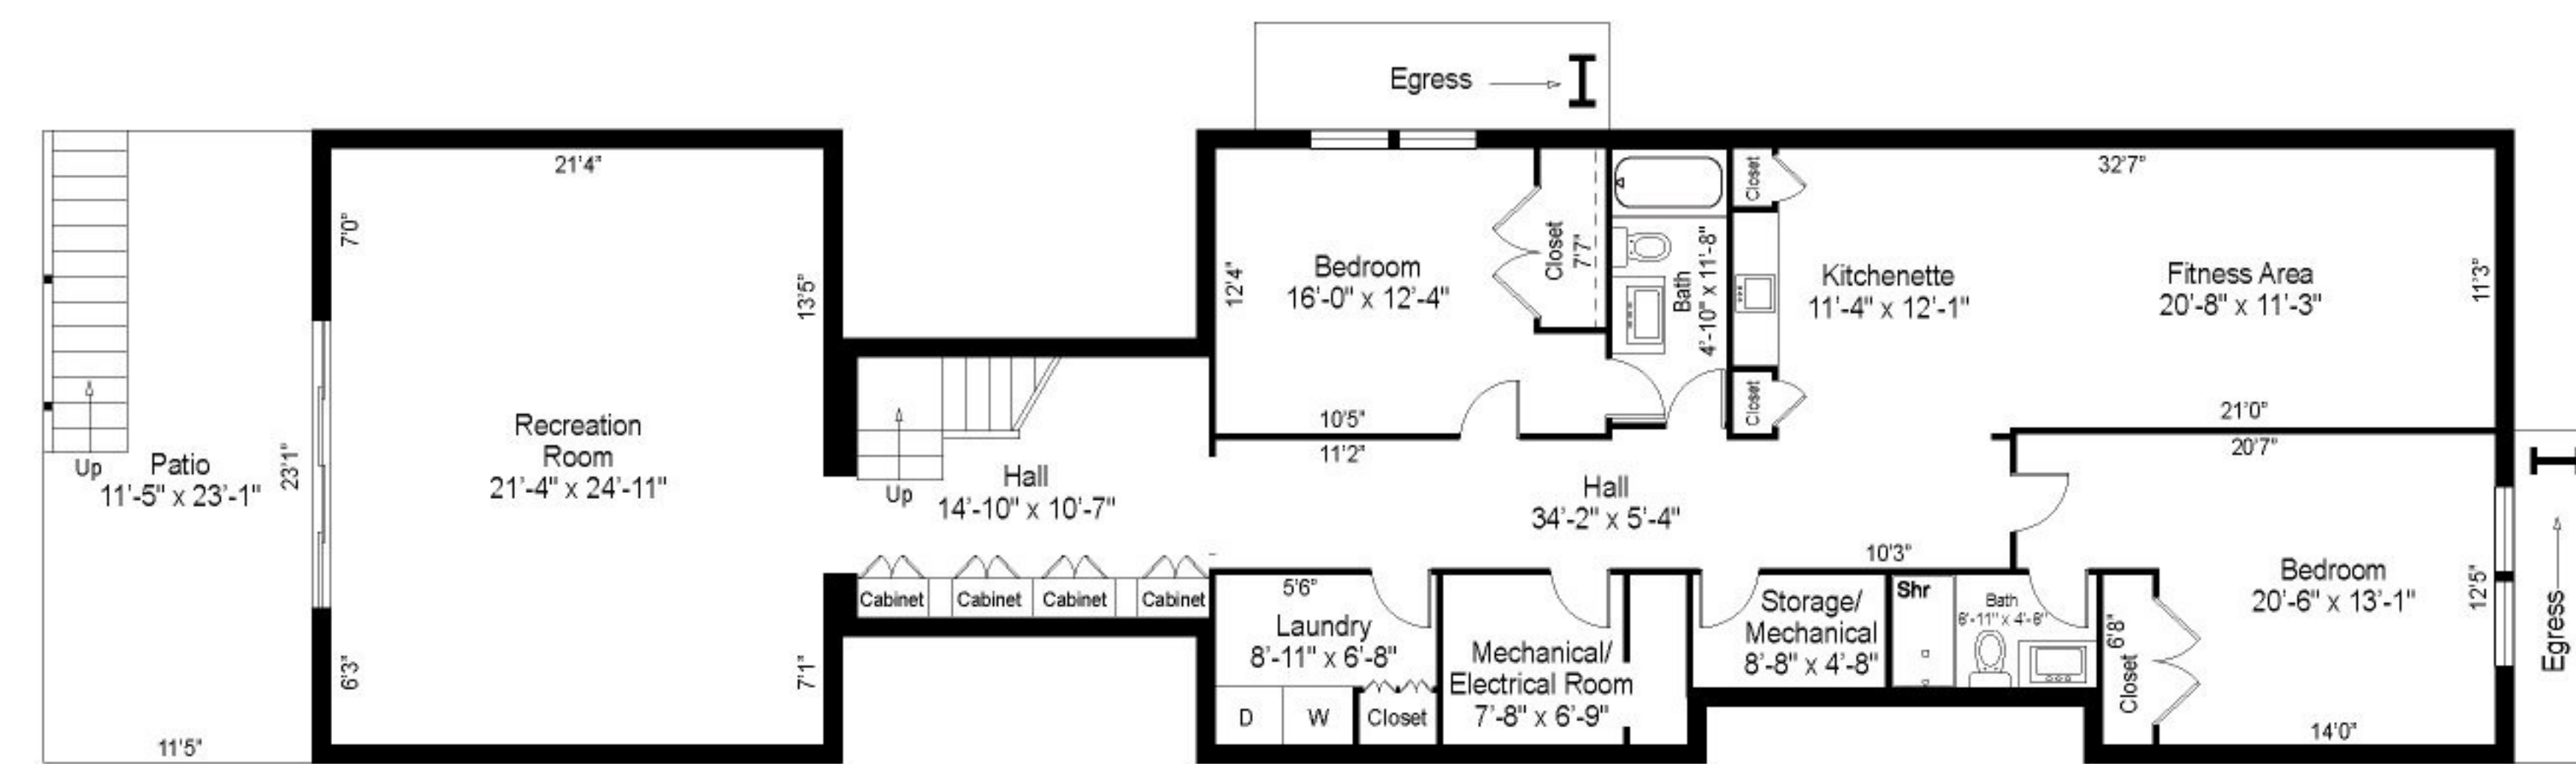 Egress
21'4"
7'0"
13'5"
Up
Patio
11'-5" x 23'-1"
23'1"
11'5"
Recreation
Room
21'-4" x 24'-11"
6'3"
7'1"
Up
Hall
14'-10" x 10'-7"
Cabinet
Cabinet
Cabinet
Cabinet
12'4"
Bedroom
16'-0" x 12'-4"
Closet
7'7"
10'5"
11'2"
Bath
4'-10" x 11'-8"
Closet
Closet
Kitchenette
11'-4" x 12'-1"
32'7"
Fitness Area
20'-8" x 11'-3"
11'3"
21'0"
20'7"
Hall
34'-2" x 5'-4"
10'3"
5'6"
Laundry
8'-11" x 6'-8"
D
W
Closet
Mechanical/
Electrical Room
7'-8" x 6'-9"
Storage/
Mechanical
8'-8" x 4'-8"
Shr
Bath
6'8"
Closet
Bedroom
20'-6" x 13'-1"
12'5"
14'0"
Egress